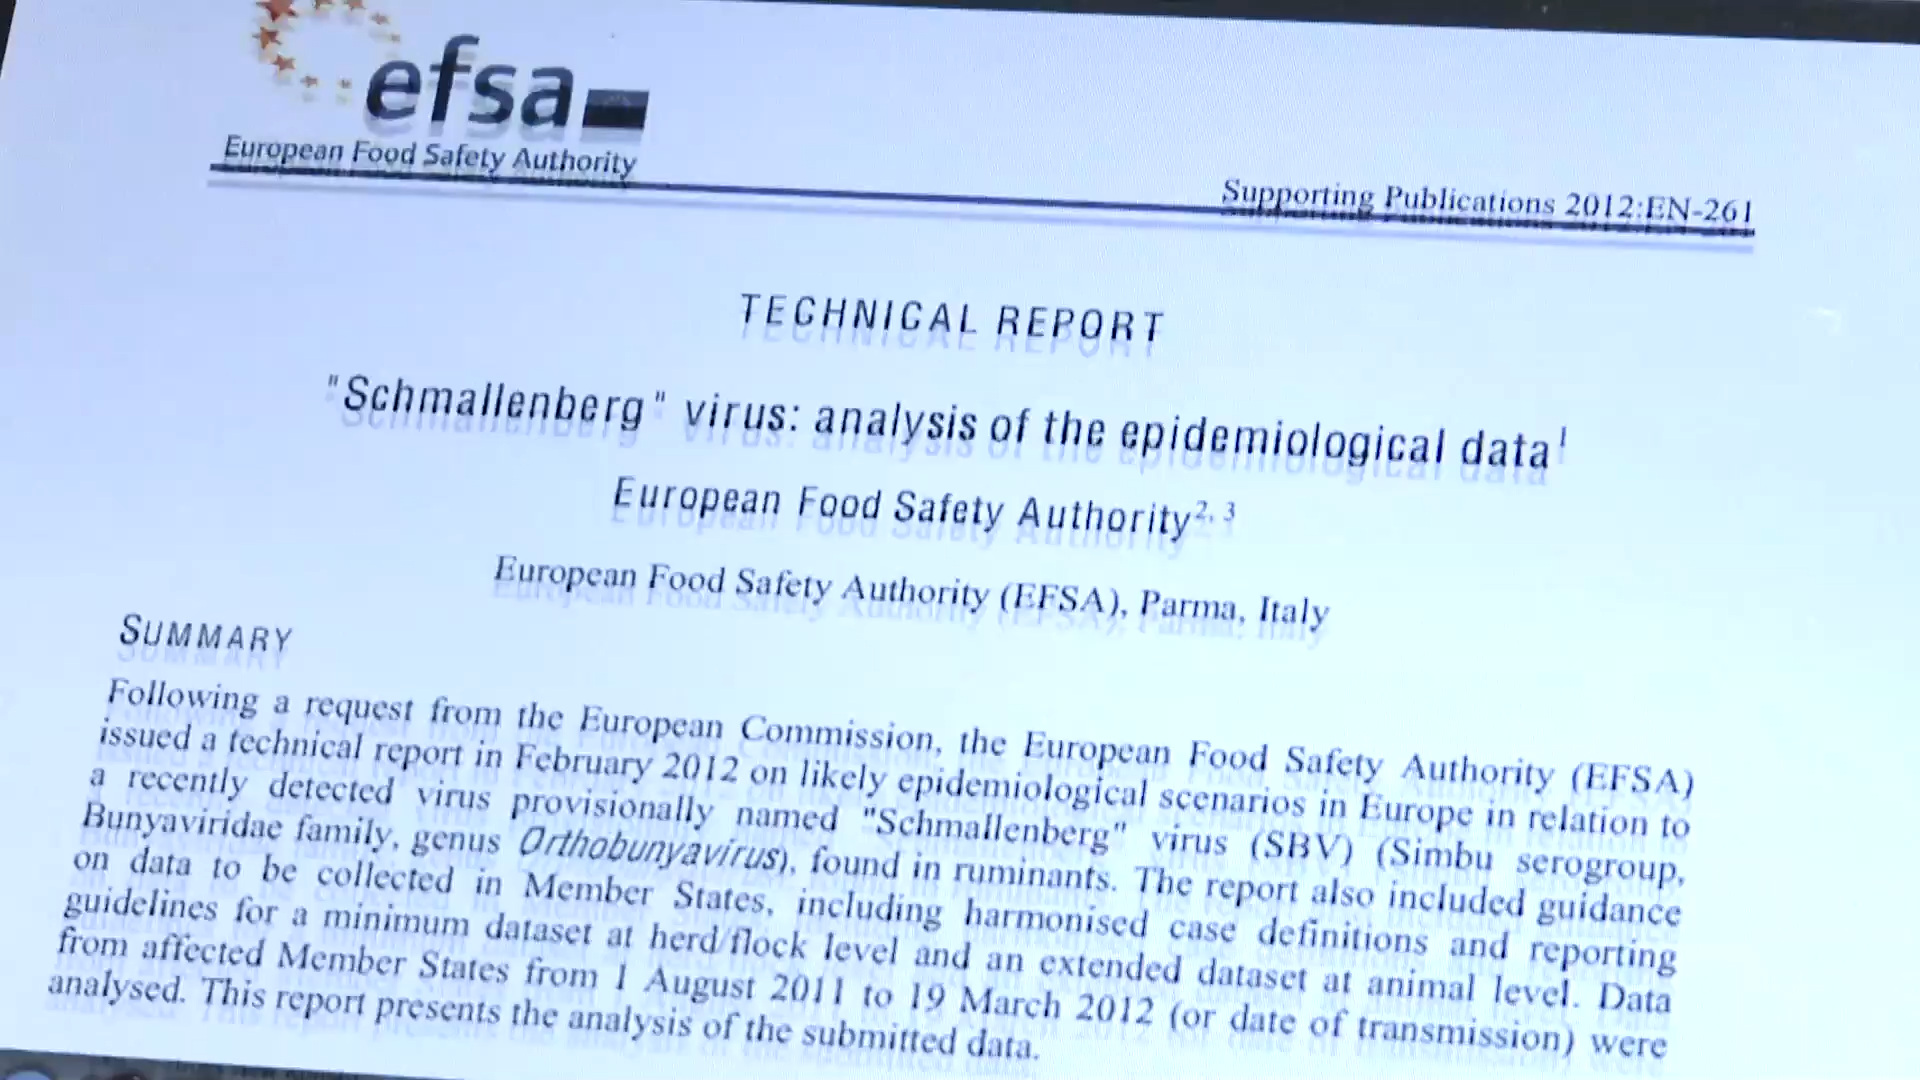 efsa
European Food Safety Authority
Supporting Publications 2012:EN-261
TECHNICAL REPORT
"Schmallenberg" virus: analysis of the epidemiological data1
European Food Safety Authority2, 3
European Food Safety Authority (EFSA), Parma, Italy
SUMMARY
Following a request from the European Commission, the European Food Safety Authority (EFSA)
issued a technical report in February 2012 on likely epidemiological scenarios in Europe in relation to
a recently detected virus provisionally named "Schmallenberg" virus (SBV) (Simbu serogroup,
Bunyaviridae family, genus Orthobunyavirus), found in ruminants. The report also included guidance
on data to be collected in Member States, including harmonised case definitions and reporting
guidelines for a minimum dataset at herd/flock level and an extended dataset at animal level. Data
from affected Member States from 1 August 2011 to 19 March 2012 (or date of transmission) were
analysed. This report presents the analysis of the submitted data.